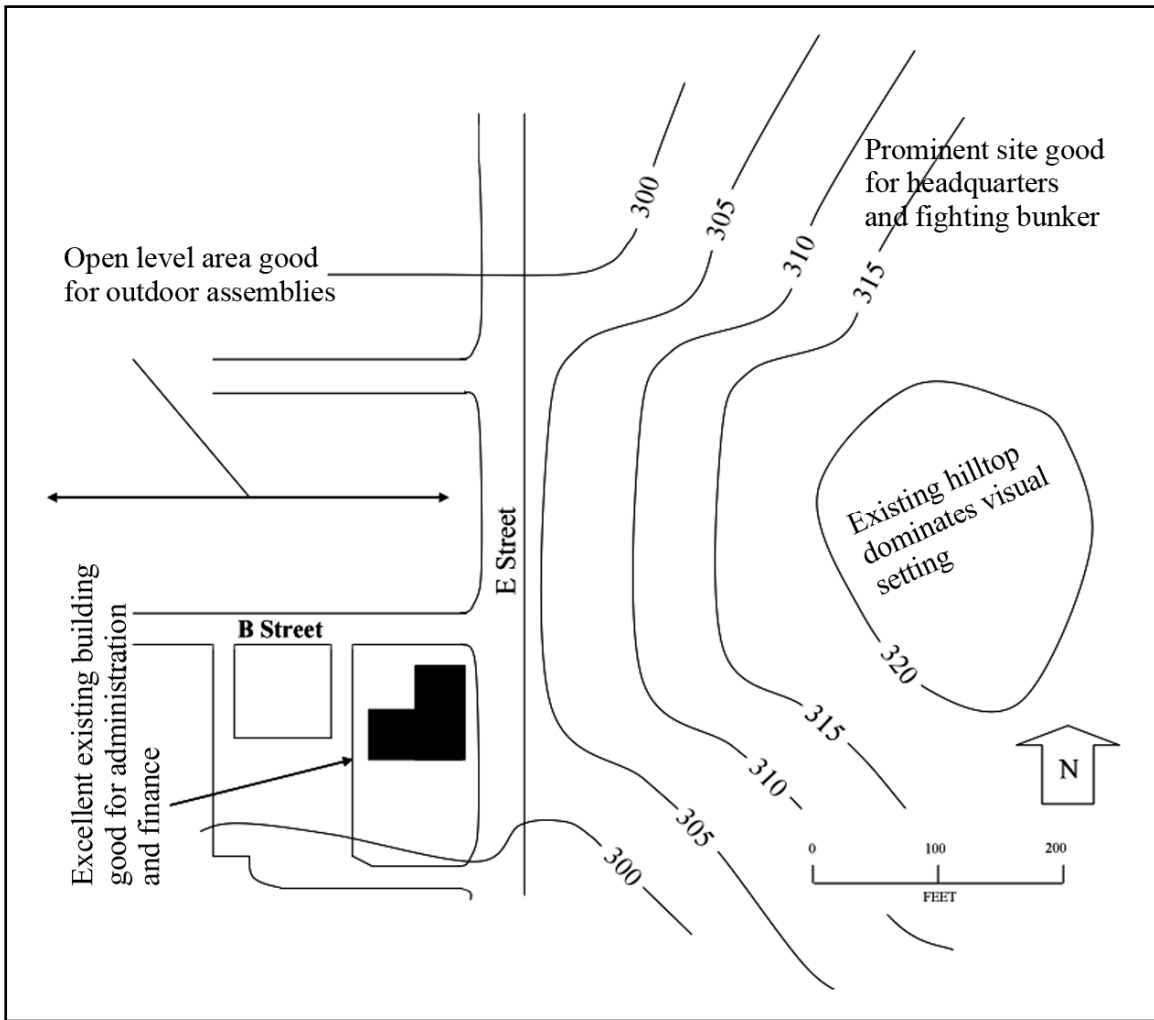 Prominent site good
for headquarters
and fighting bunker
300
305
310
315
Open level area good
for outdoor assemblies
Existing hilltop
dominates visual
setting
E Street
B Street
Excellent existing building
good for administration
and finance
320
315
310
305
300
N
0 100 200
FEET